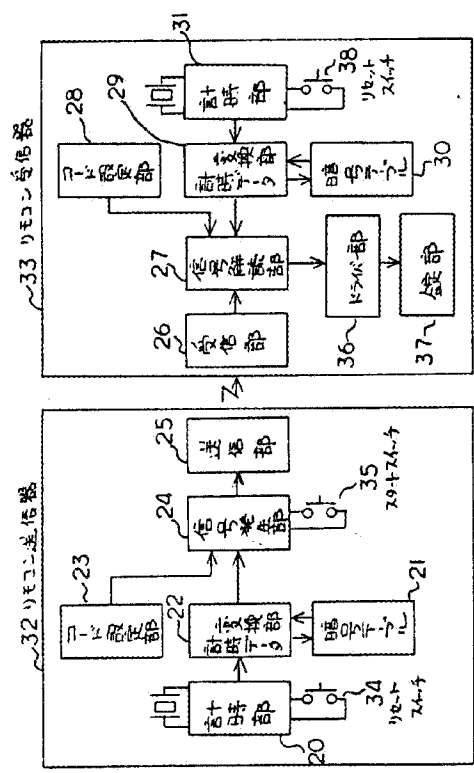 32 リモコン送信器
23
コード設定部
22
計時データ
変換部
24
信号発生部
25
送信部
計時部
20
34
リセット
スイッチ
暗号テーブル
21
35
スタートスイッチ
33 リモコン受信器
28
コード設定部
29
計時データ
変換部
31
計時部
38
リセット
スイッチ
27
信号解読部
26
受信部
暗号テーブル
30
36
ドライバー部
37